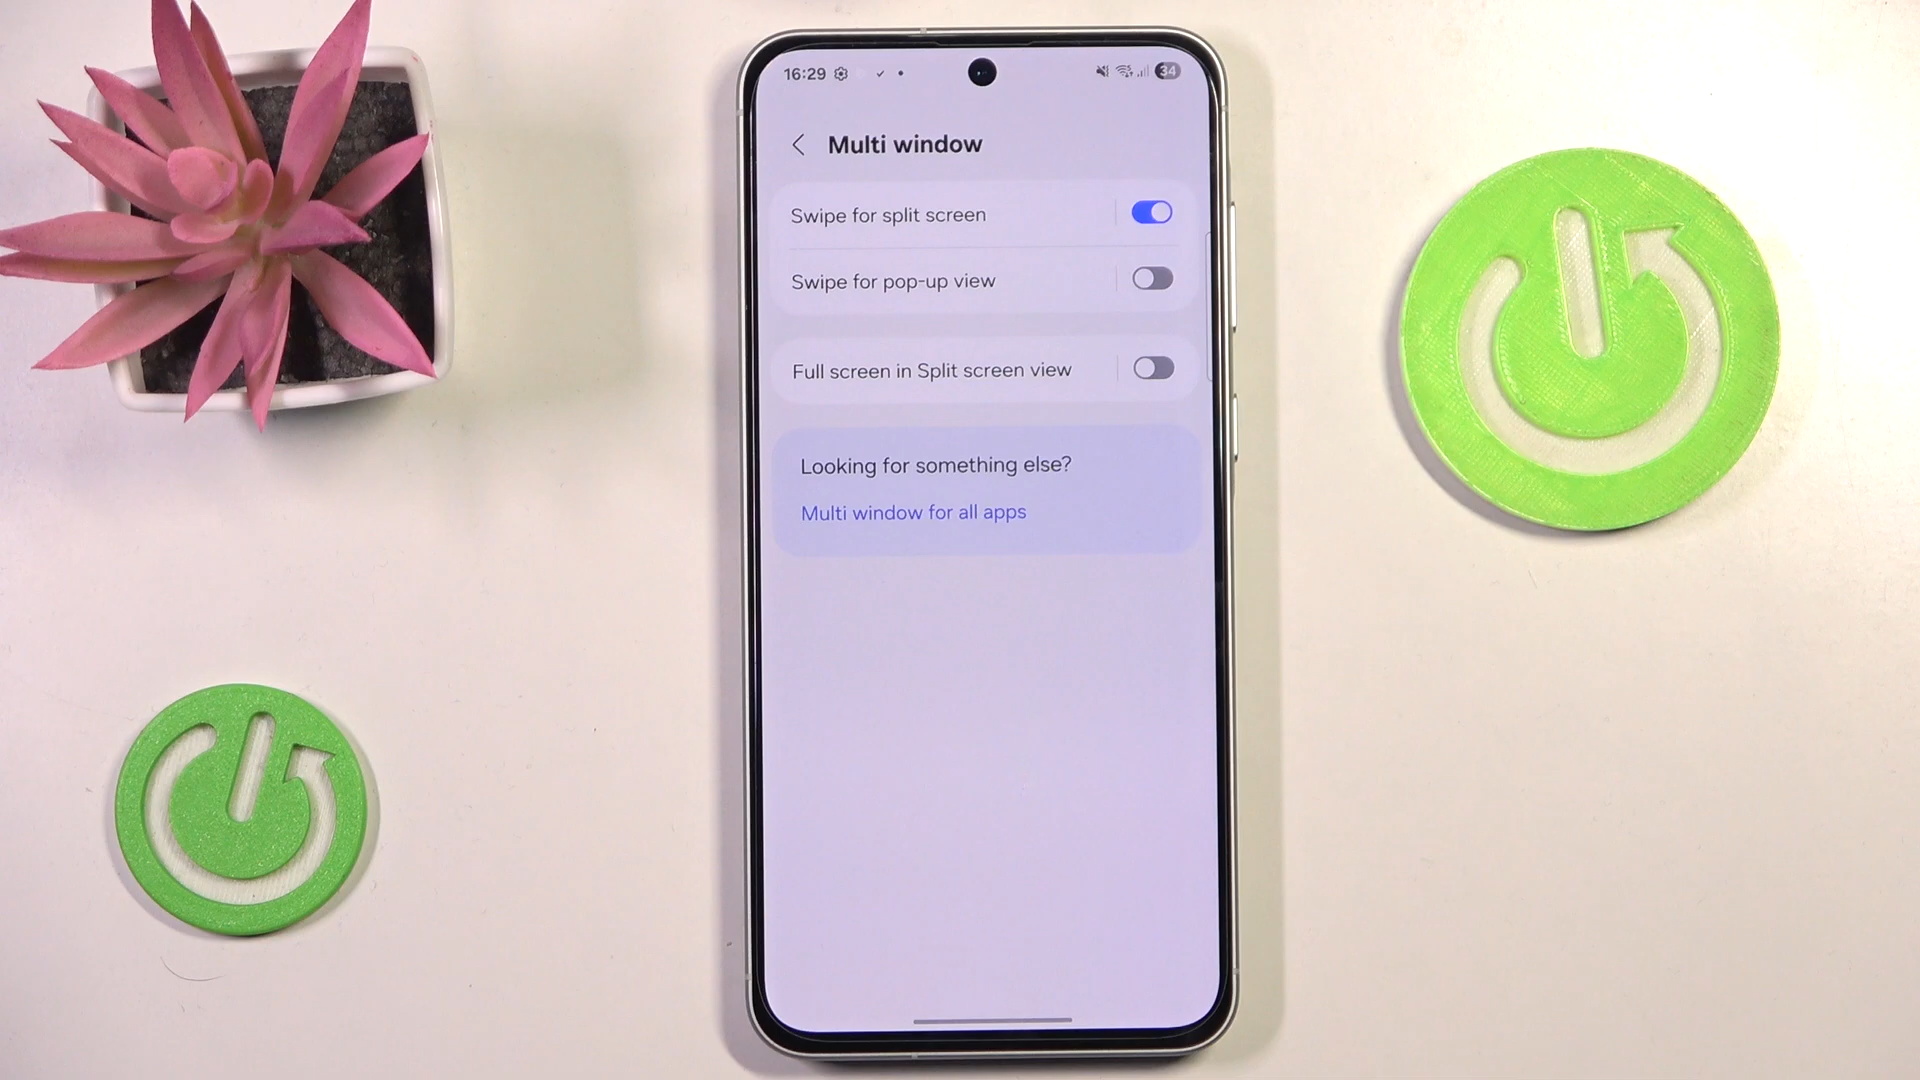 16:29
34
Multi window
Swipe for split screen
Swipe for pop-up view
Full screen in Split screen view
Looking for something else?
Multi window for all apps